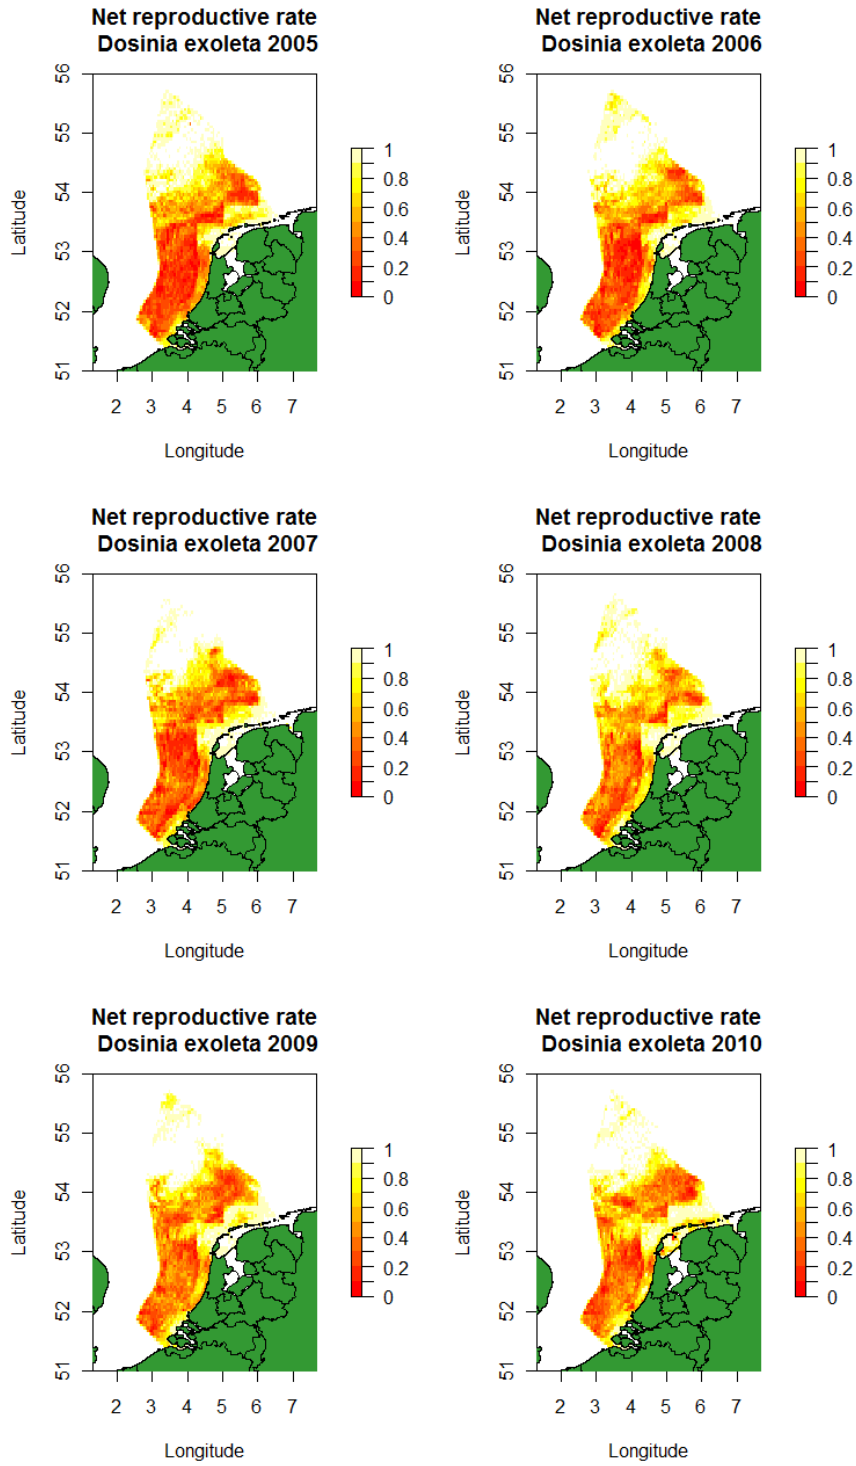 Net reproductive rate
Dosinia exoleta 2005
56
55
54
53
52
51
Latitude
2 3 4 5 6 7
Longitude
1
0.8
0.6
0.4
0.2
0
Net reproductive rate
Dosinia exoleta 2006
56
55
54
53
52
51
Latitude
2 3 4 5 6 7
Longitude
1
0.8
0.6
0.4
0.2
0
Net reproductive rate
Dosinia exoleta 2007
56
55
54
53
52
51
Latitude
2 3 4 5 6 7
Longitude
1
0.8
0.6
0.4
0.2
0
Net reproductive rate
Dosinia exoleta 2008
56
55
54
53
52
51
Latitude
2 3 4 5 6 7
Longitude
1
0.8
0.6
0.4
0.2
0
Net reproductive rate
Dosinia exoleta 2009
56
55
54
53
52
51
Latitude
2 3 4 5 6 7
Longitude
1
0.8
0.6
0.4
0.2
0
Net reproductive rate
Dosinia exoleta 2010
56
55
54
53
52
51
Latitude
2 3 4 5 6 7
Longitude
1
0.8
0.6
0.4
0.2
0